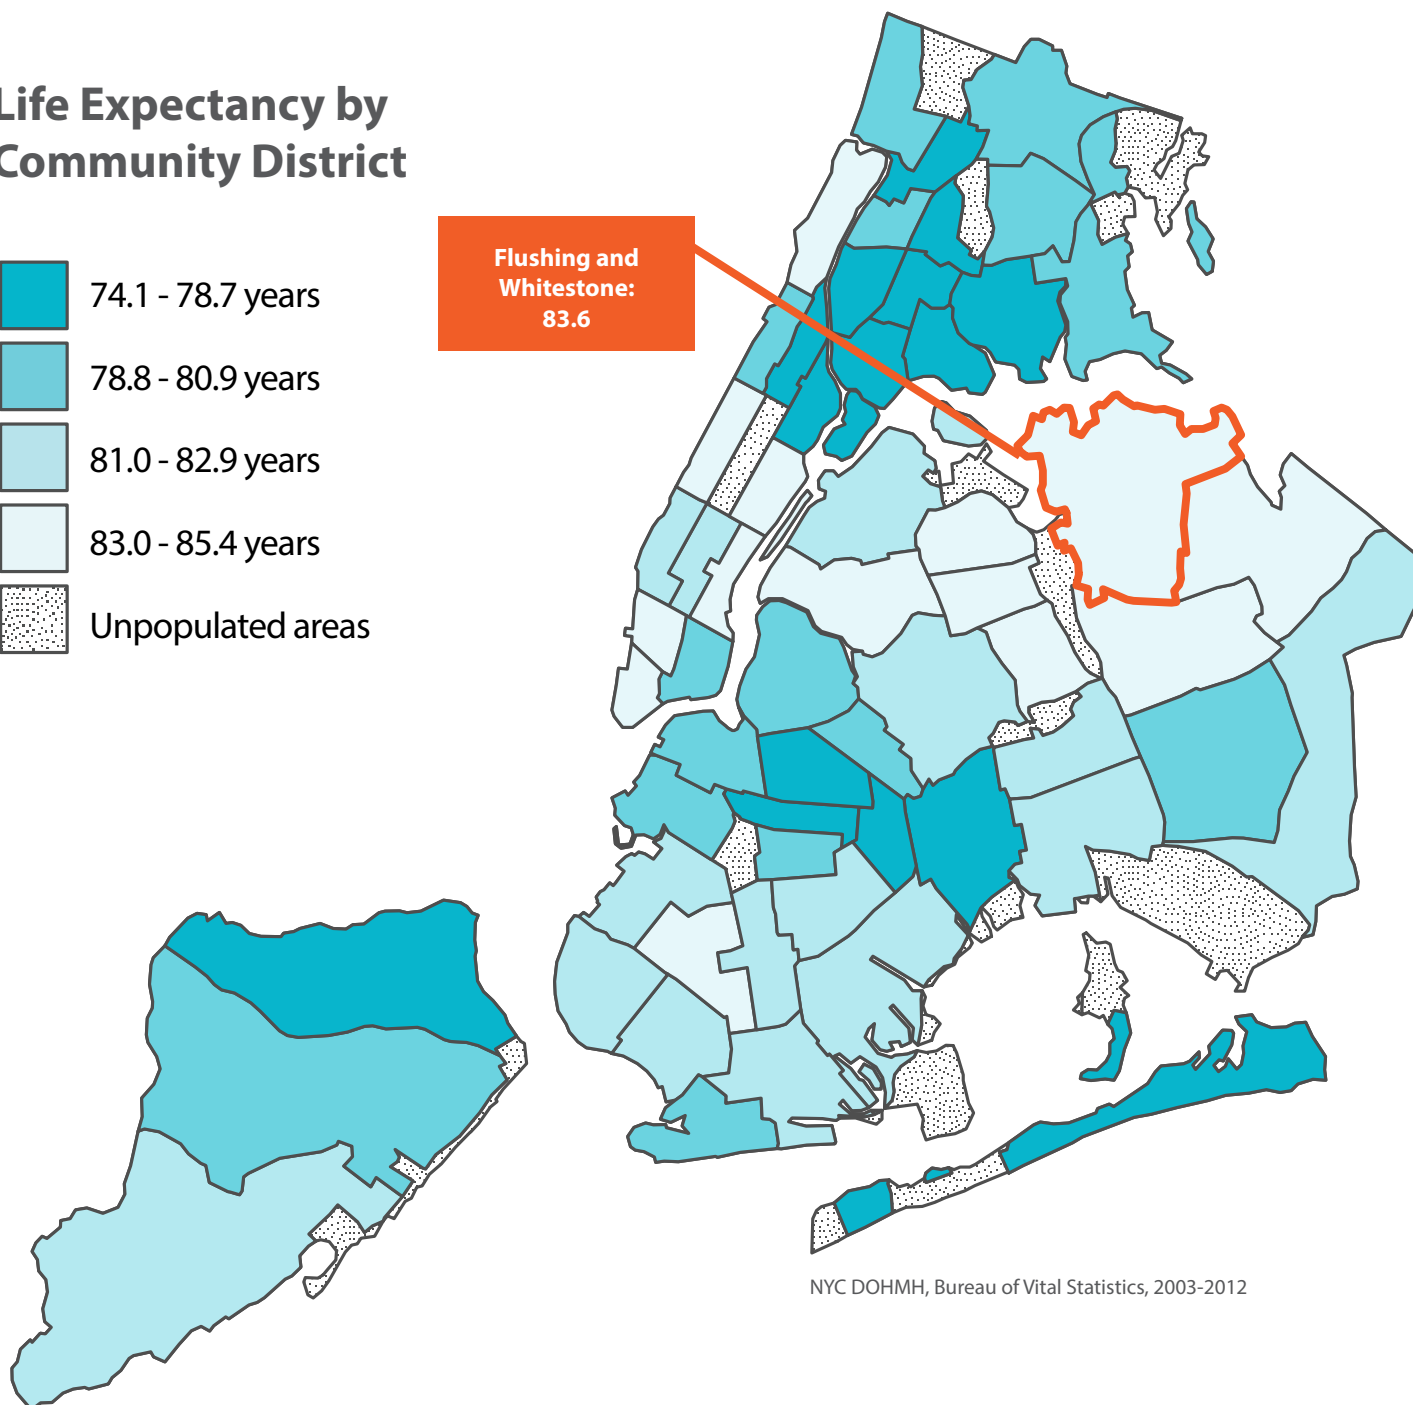 Life Expectancy by
Community District
74.1 - 78.7 years
78.8 - 80.9 years
81.0 - 82.9 years
83.0 - 85.4 years
Unpopulated areas
Flushing and
Whitestone:
83.6
NYC DOHMH, Bureau of Vital Statistics, 2003-2012